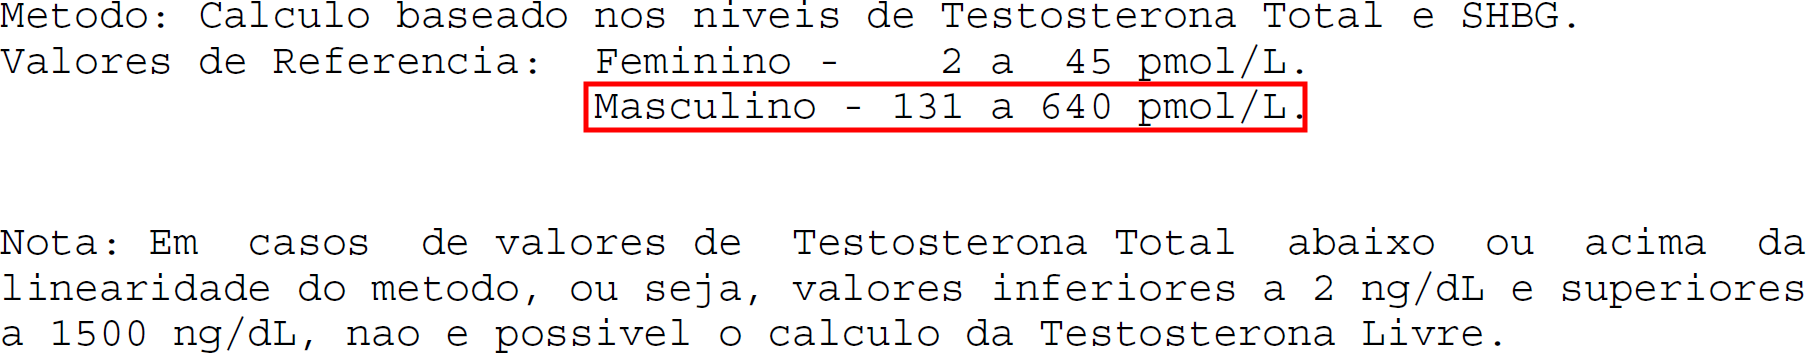 Metodo: Calculo baseado nos niveis de Testosterona Total e SHBG.
Valores de Referencia: Feminino - 2 a 45 pmol/L.
Masculino - 131 a 640 pmol/L.
Nota: Em casos de valores de Testosterona Total abaixo ou acima da
linearidade do metodo, ou seja, valores inferiores a 2 ng/dL e superiores
a 1500 ng/dL, nao e possivel o calculo da Testosterona Livre.